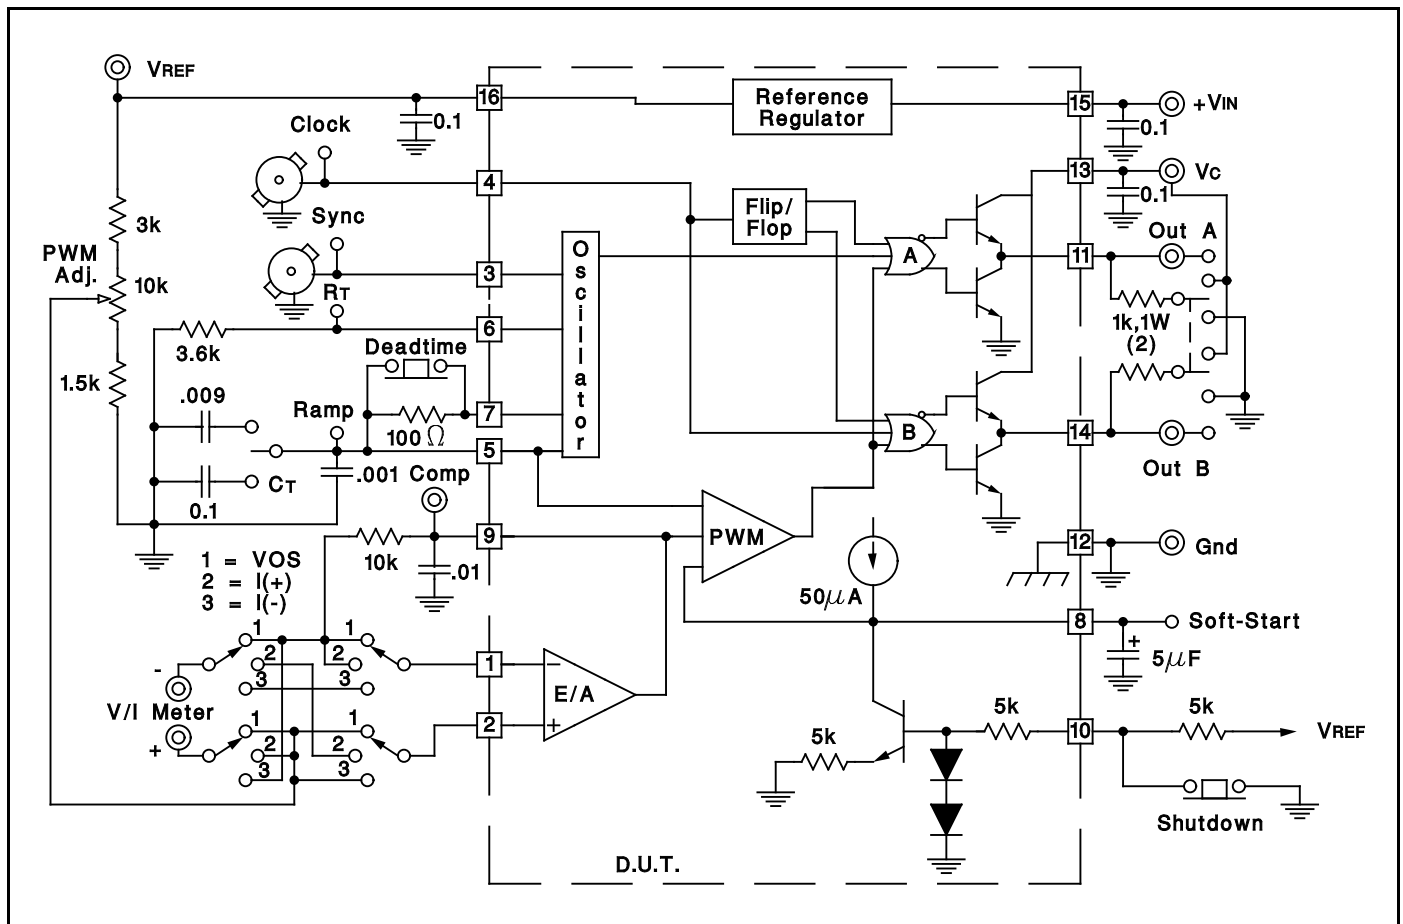 VREF
16
0.1
Reference
Regulator
15
+VIN
0.1
Clock
4
13
VC
0.1
3k
Sync
Flip/
Flop
Out A
PWM
Adj.
10k
3
Oscillator
A
11
RT
6
3.6k
1k,1W
(2)
Deadtime
1.5k
.009
Ramp
7
100 Ω
5
B
14
Out B
CT
.001
Comp
0.1
10k
9
.01
PWM
12
Gnd
50μA
1 = VOS
2 = I(+)
3 = I(-)
8
Soft-Start
+
5μF
1
1
2
2
3
3
-
1
−
E/A
+
2
V/I Meter
+
1
1
2
2
3
3
5k
5k
10
5k
VREF
Shutdown
D.U.T.